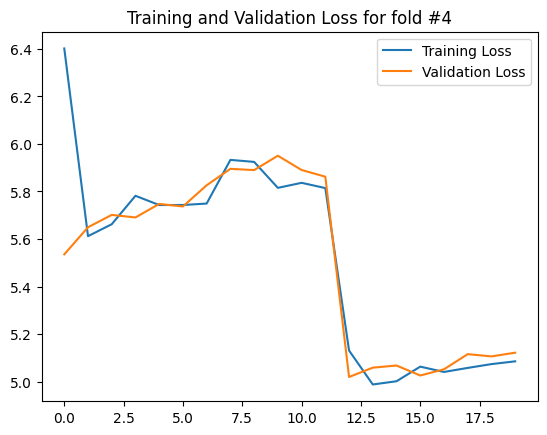 Training and Validation Loss for fold #4
Training Loss
Validation Loss
6.4
6.2
6.0
5.8
5.6
5.4
5.2
5.0
0.0 2.5 5.0 7.5 10.0 12.5 15.0 17.5